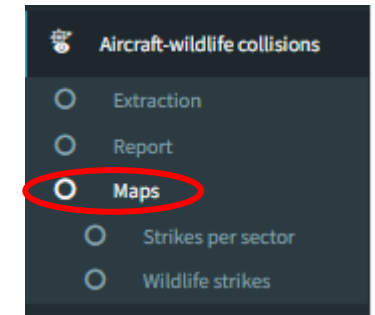 Aircraft-wildlife collisions
Extraction
Report
Maps
Strikes per sector
Wildlife strikes